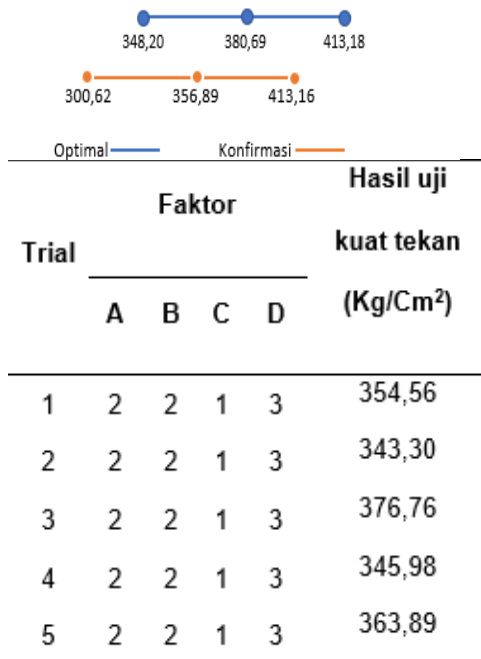 348,20 380,69 413,18
300,62 356,89 413,16
Optimal Konfirmasi
Trial Faktor Hasil uji kuat tekan (Kg/Cm²)
A B C D
1 2 2 1 3 354,56
2 2 2 1 3 343,30
3 2 2 1 3 376,76
4 2 2 1 3 345,98
5 2 2 1 3 363,89